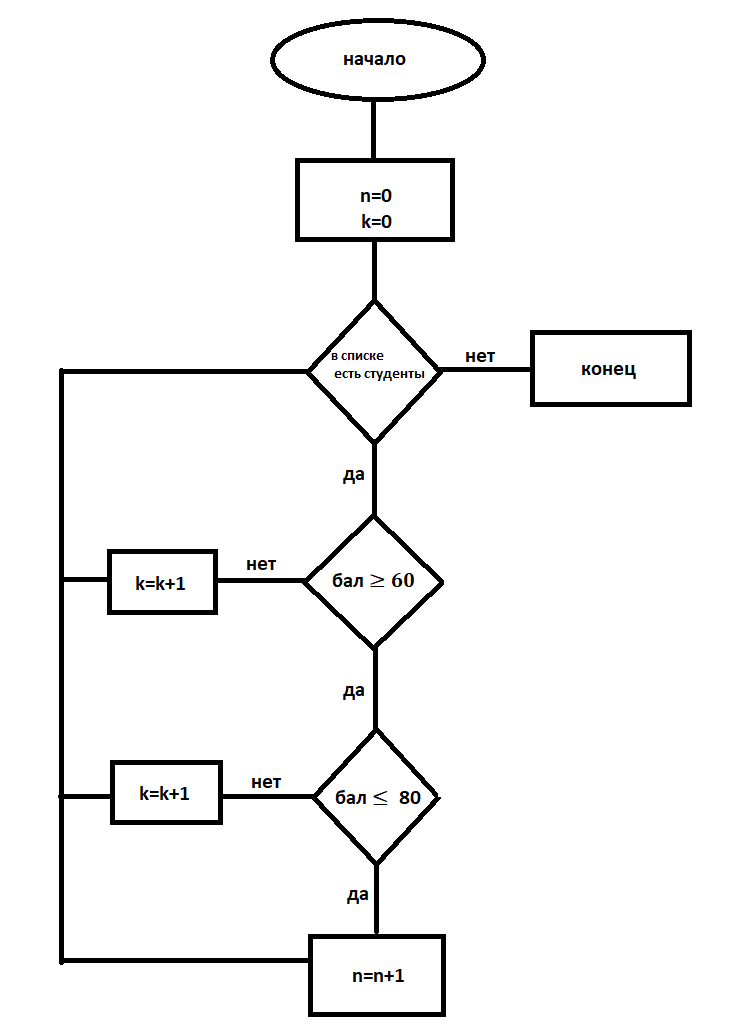 начало
n=0
k=0
в списке
есть студенты
нет
конец
да
k=k+1
нет
бал ≥ 60
да
k=k+1
нет
бал ≤ 80
да
n=n+1